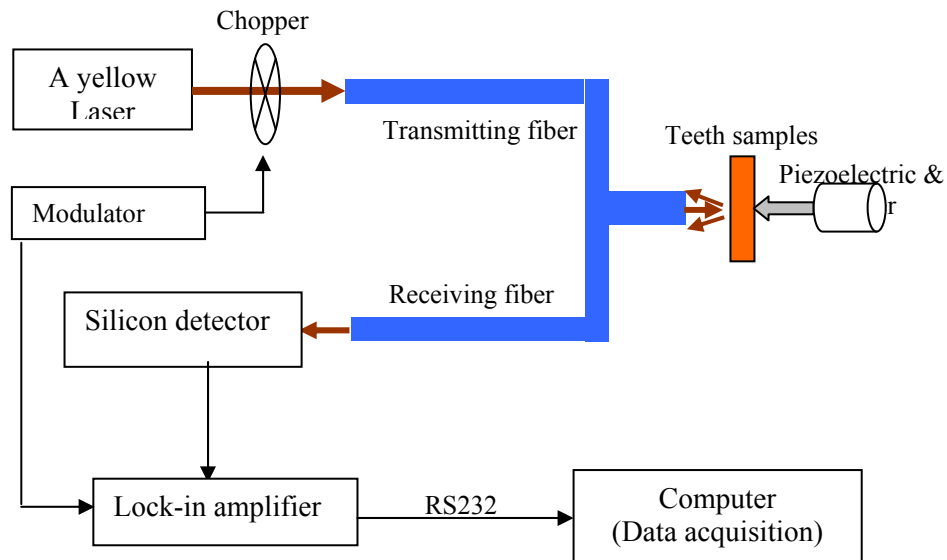 Chopper
A yellow
Laser
Transmitting fiber
Teeth samples
Piezoelectric &
r
Modulator
Receiving fiber
Silicon detector
Lock-in amplifier
RS232
Computer
(Data acquisition)